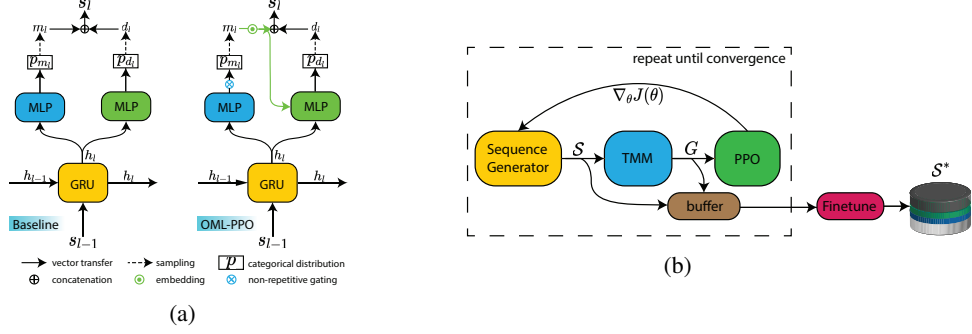 s_l
m_l
d_l
p_{m_l}
p_{d_l}
MLP
MLP
h_l
h_{l-1}
GRU
h_l
Baseline
s_{l-1}
s_l
m_l
d_l
p_{m_l}
p_{d_l}
MLP
MLP
h_l
h_{l-1}
GRU
h_l
OML-PPO
s_{l-1}
vector transfer
sampling
p categorical distribution
concatenation
embedding
non-repetitive gating
(a)
repeat until convergence
∇_θ J(θ)
Sequence
Generator
S
TMM
G
PPO
buffer
Finetune
S*
(b)